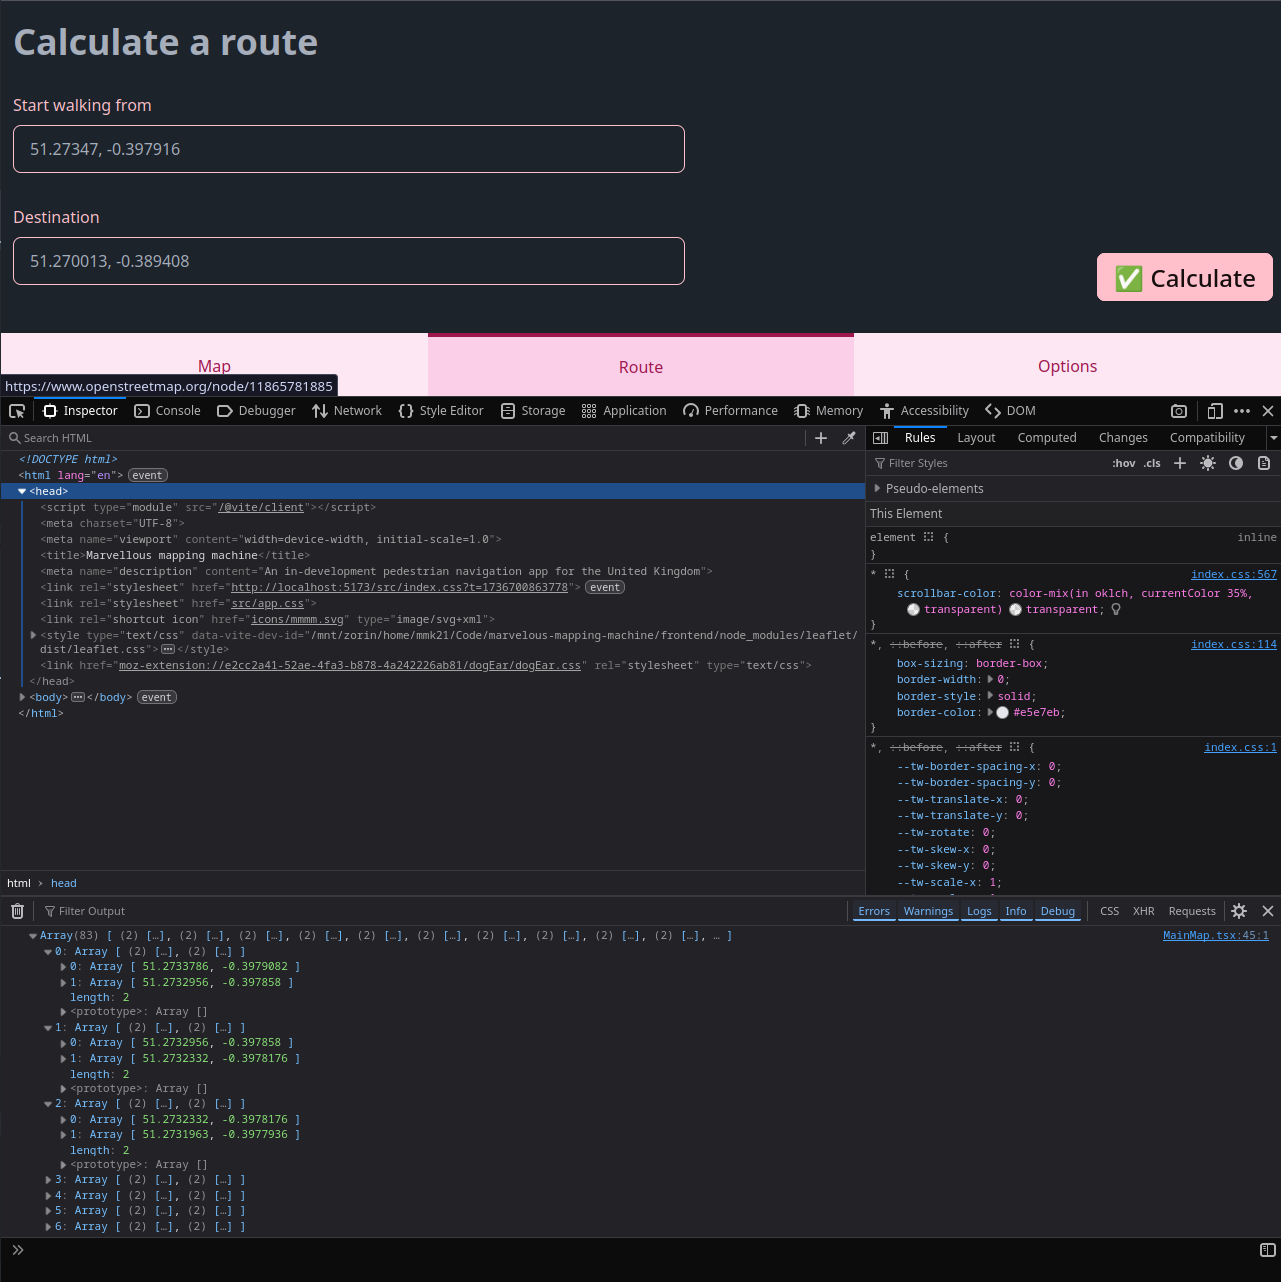 Calculate a route
Start walking from
51.27347, -0.397916
Destination
51.270013, -0.389408
✅ Calculate
Map
Route
Options
https://www.openstreetmap.org/node/11865781885
Inspector Console Debugger Network Style Editor Storage Application Performance Memory Accessibility DOM
Search HTML
<!DOCTYPE html>
<html lang="en"> event
<head>
<script type="module" src="/@vite/client"></script>
<meta charset="UTF-8">
<meta name="viewport" content="width=device-width, initial-scale=1.0">
<title>Marvellous mapping machine</title>
<meta name="description" content="An in-development pedestrian navigation app for the United Kingdom">
<link rel="stylesheet" href="http://localhost:5173/src/index.css?t=1736700863778"> event
<link rel="stylesheet" href="src/app.css">
<link rel="shortcut icon" href="icons/mmmm.svg" type="image/svg+xml">
<style type="text/css" data-vite-dev-id="/mnt/zorin/home/mmk21/Code/marvelous-mapping-machine/frontend/node_modules/leaflet/
dist/leaflet.css">…</style>
<link href="moz-extension://e2cc2a41-52ae-4fa3-b878-4a242226ab81/dogEar/dogEar.css" rel="stylesheet" type="text/css">
</head>
<body>…</body> event
</html>
html › head
Rules Layout Computed Changes Compatibility
Filter Styles :hov .cls
Pseudo-elements
This Element
element { inline
}
* { index.css:567
scrollbar-color: color-mix(in oklch, currentColor 35%,
transparent) transparent;
}
*, ::before, ::after { index.css:114
box-sizing: border-box;
border-width: 0;
border-style: solid;
border-color: #e5e7eb;
}
*, ::before, ::after { index.css:1
--tw-border-spacing-x: 0;
--tw-border-spacing-y: 0;
--tw-translate-x: 0;
--tw-translate-y: 0;
--tw-rotate: 0;
--tw-skew-x: 0;
--tw-skew-y: 0;
--tw-scale-x: 1;
Filter Output Errors Warnings Logs Info Debug CSS XHR Requests
Array(83) [ (2) […], (2) […], (2) […], (2) […], (2) […], (2) […], (2) […], (2) […], (2) […], (2) […], … ] MainMap.tsx:45:1
0: Array [ (2) […], (2) […] ]
0: Array [ 51.2733786, -0.3979082 ]
1: Array [ 51.2732956, -0.397858 ]
length: 2
<prototype>: Array []
1: Array [ (2) […], (2) […] ]
0: Array [ 51.2732956, -0.397858 ]
1: Array [ 51.2732332, -0.3978176 ]
length: 2
<prototype>: Array []
2: Array [ (2) […], (2) […] ]
0: Array [ 51.2732332, -0.3978176 ]
1: Array [ 51.2731963, -0.3977936 ]
length: 2
<prototype>: Array []
3: Array [ (2) […], (2) […] ]
4: Array [ (2) […], (2) […] ]
5: Array [ (2) […], (2) […] ]
6: Array [ (2) […], (2) […] ]